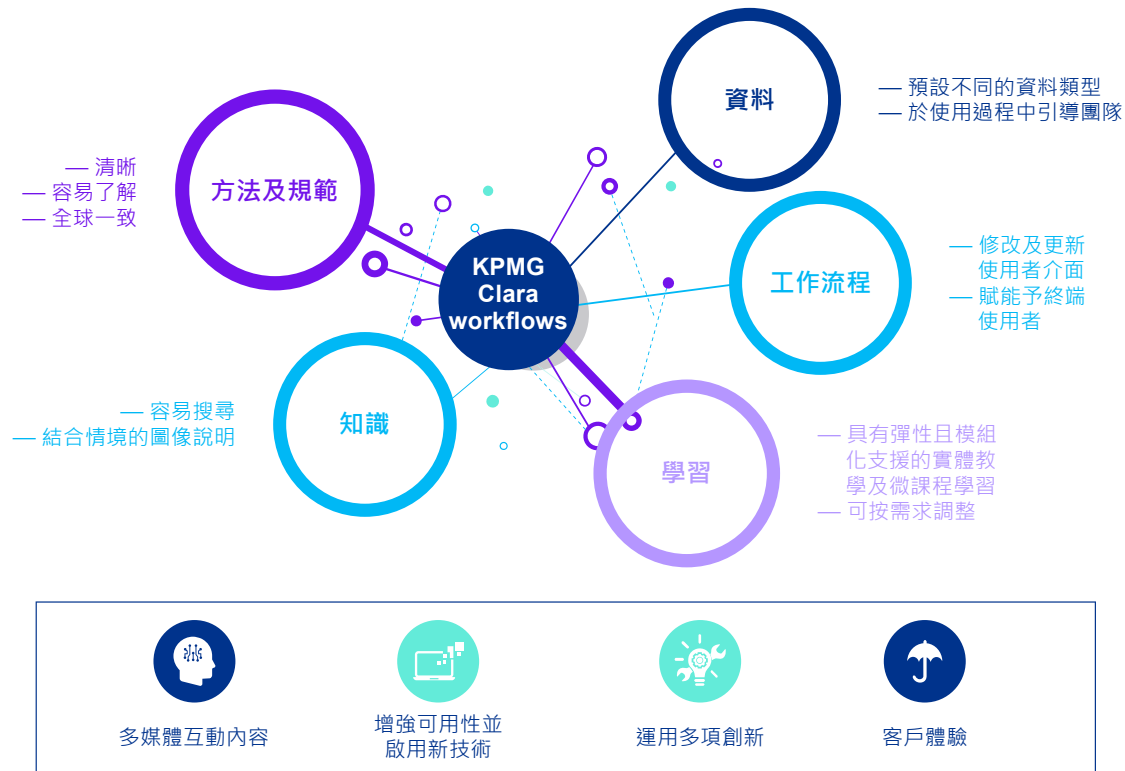 資料
— 預設不同的資料類型
— 於使用過程中引導團隊
方法及規範
— 清晰
— 容易了解
— 全球一致
KPMG
Clara
workflows
工作流程
— 修改及更新
使用者介面
— 賦能予終端
使用者
知識
— 容易搜尋
— 結合情境的圖像說明
學習
— 具有彈性且模組
化支援的實體教
學及微課程學習
— 可按需求調整
多媒體互動內容
增強可用性並
啟用新技術
運用多項創新
客戶體驗